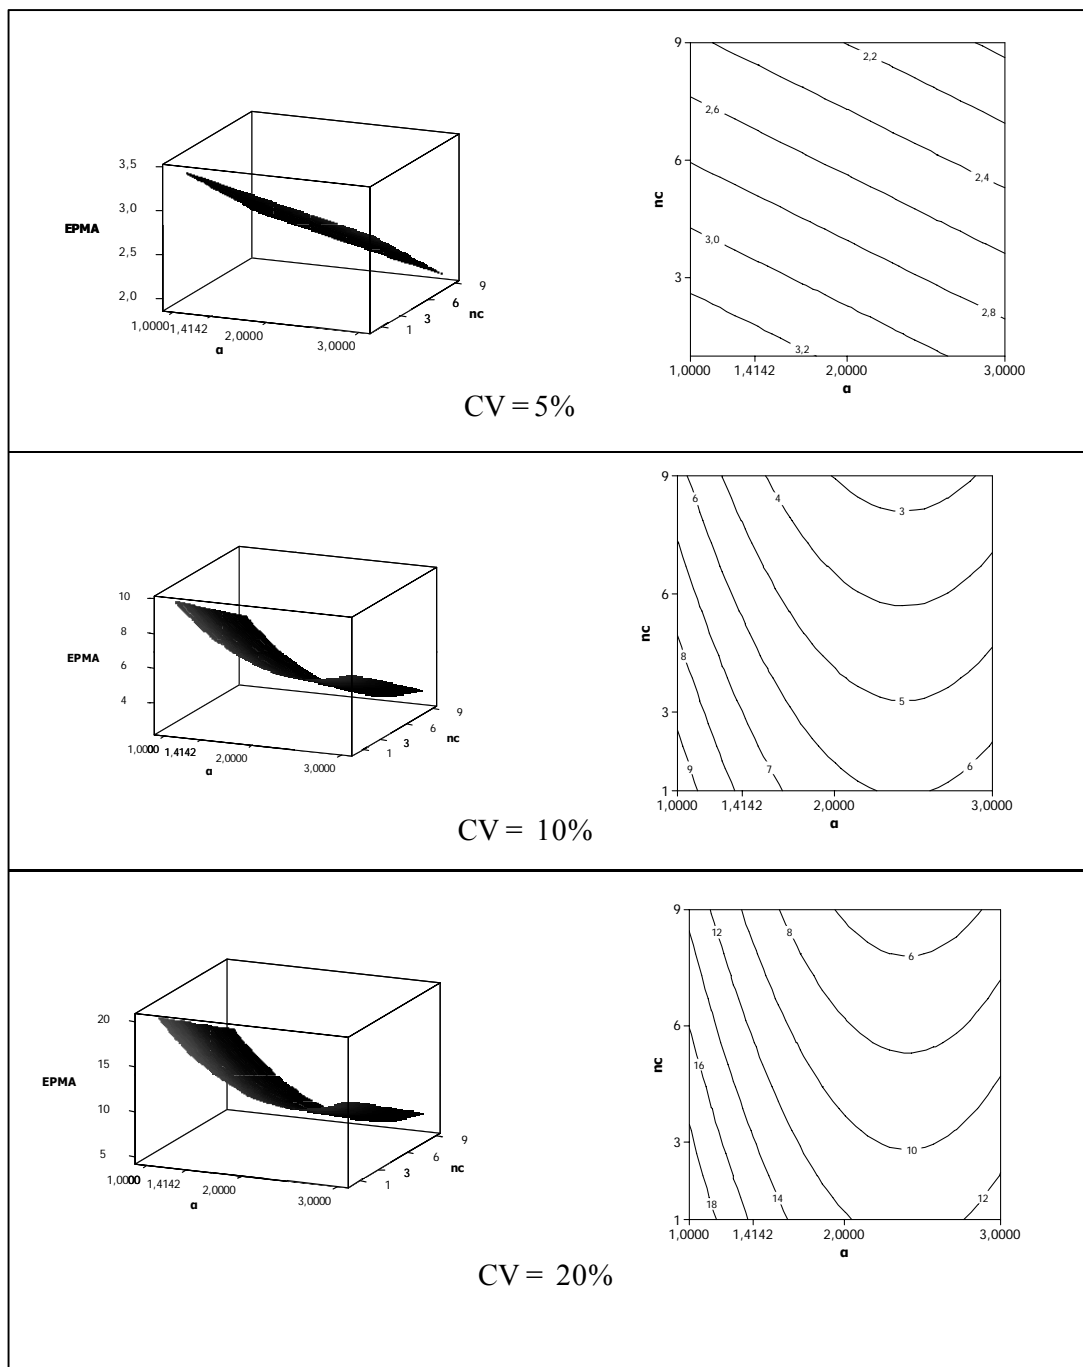 3,5
3,0
EPMA
2,5
2,0
1,0000 1,4142 2,0000 3,0000
α
1 3 6 9
nc
9
6
nc
3
2,2
2,6
2,4
3,0
2,8
3,2
1,0000 1,4142 2,0000 3,0000
α
CV = 5%
10
8
EPMA
6
4
1,0000 1,4142 2,0000 3,0000
α
1 3 6 9
nc
9
6
nc
3
1
6 4 3
8
5
9 7 6
1,0000 1,4142 2,0000 3,0000
α
CV = 10%
20
15
EPMA
10
5
1,0000 1,4142 2,0000 3,0000
α
1 3 6 9
nc
9
6
nc
3
1
12 8 6
16
10
18 14 12
1,0000 1,4142 2,0000 3,0000
α
CV = 20%